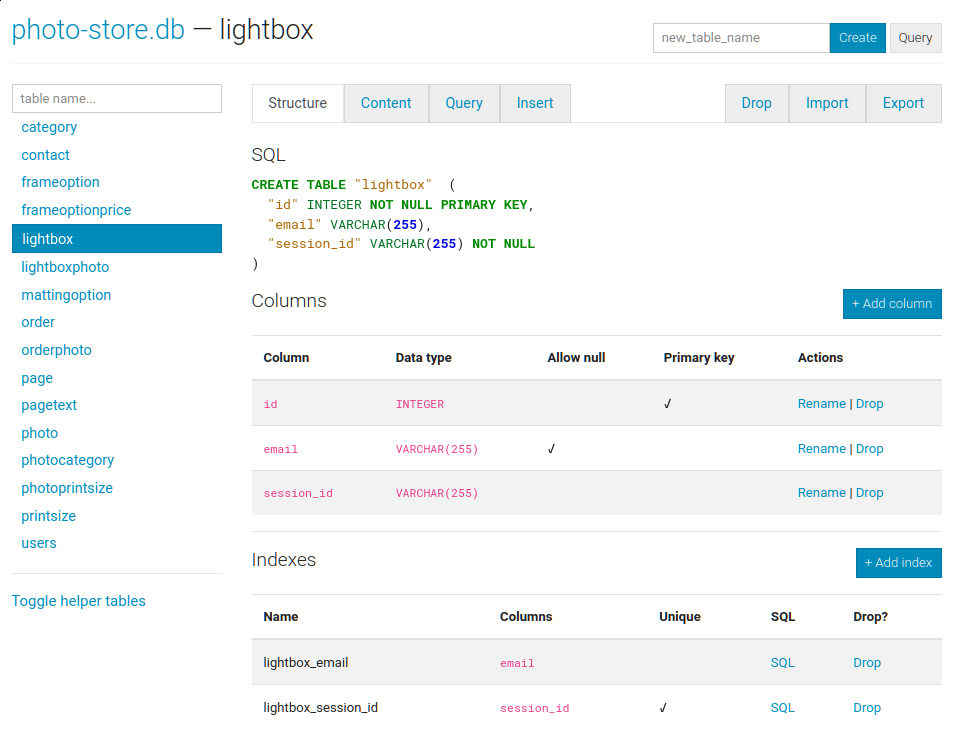 photo-store.db — lightbox
new_table_name Create Query
table name...
category
contact
frameoption
frameoptionprice
lightbox
lightboxphoto
mattingoption
order
orderphoto
page
pagetext
photo
photocategory
photoprintsize
printsize
users
Toggle helper tables
Structure Content Query Insert Drop Import Export
SQL
CREATE TABLE "lightbox" (
"id" INTEGER NOT NULL PRIMARY KEY,
"email" VARCHAR(255),
"session_id" VARCHAR(255) NOT NULL
)
Columns + Add column
Column Data type Allow null Primary key Actions
id INTEGER ✓ Rename | Drop
email VARCHAR(255) ✓ Rename | Drop
session_id VARCHAR(255) Rename | Drop
Indexes + Add index
Name Columns Unique SQL Drop?
lightbox_email email SQL Drop
lightbox_session_id session_id ✓ SQL Drop